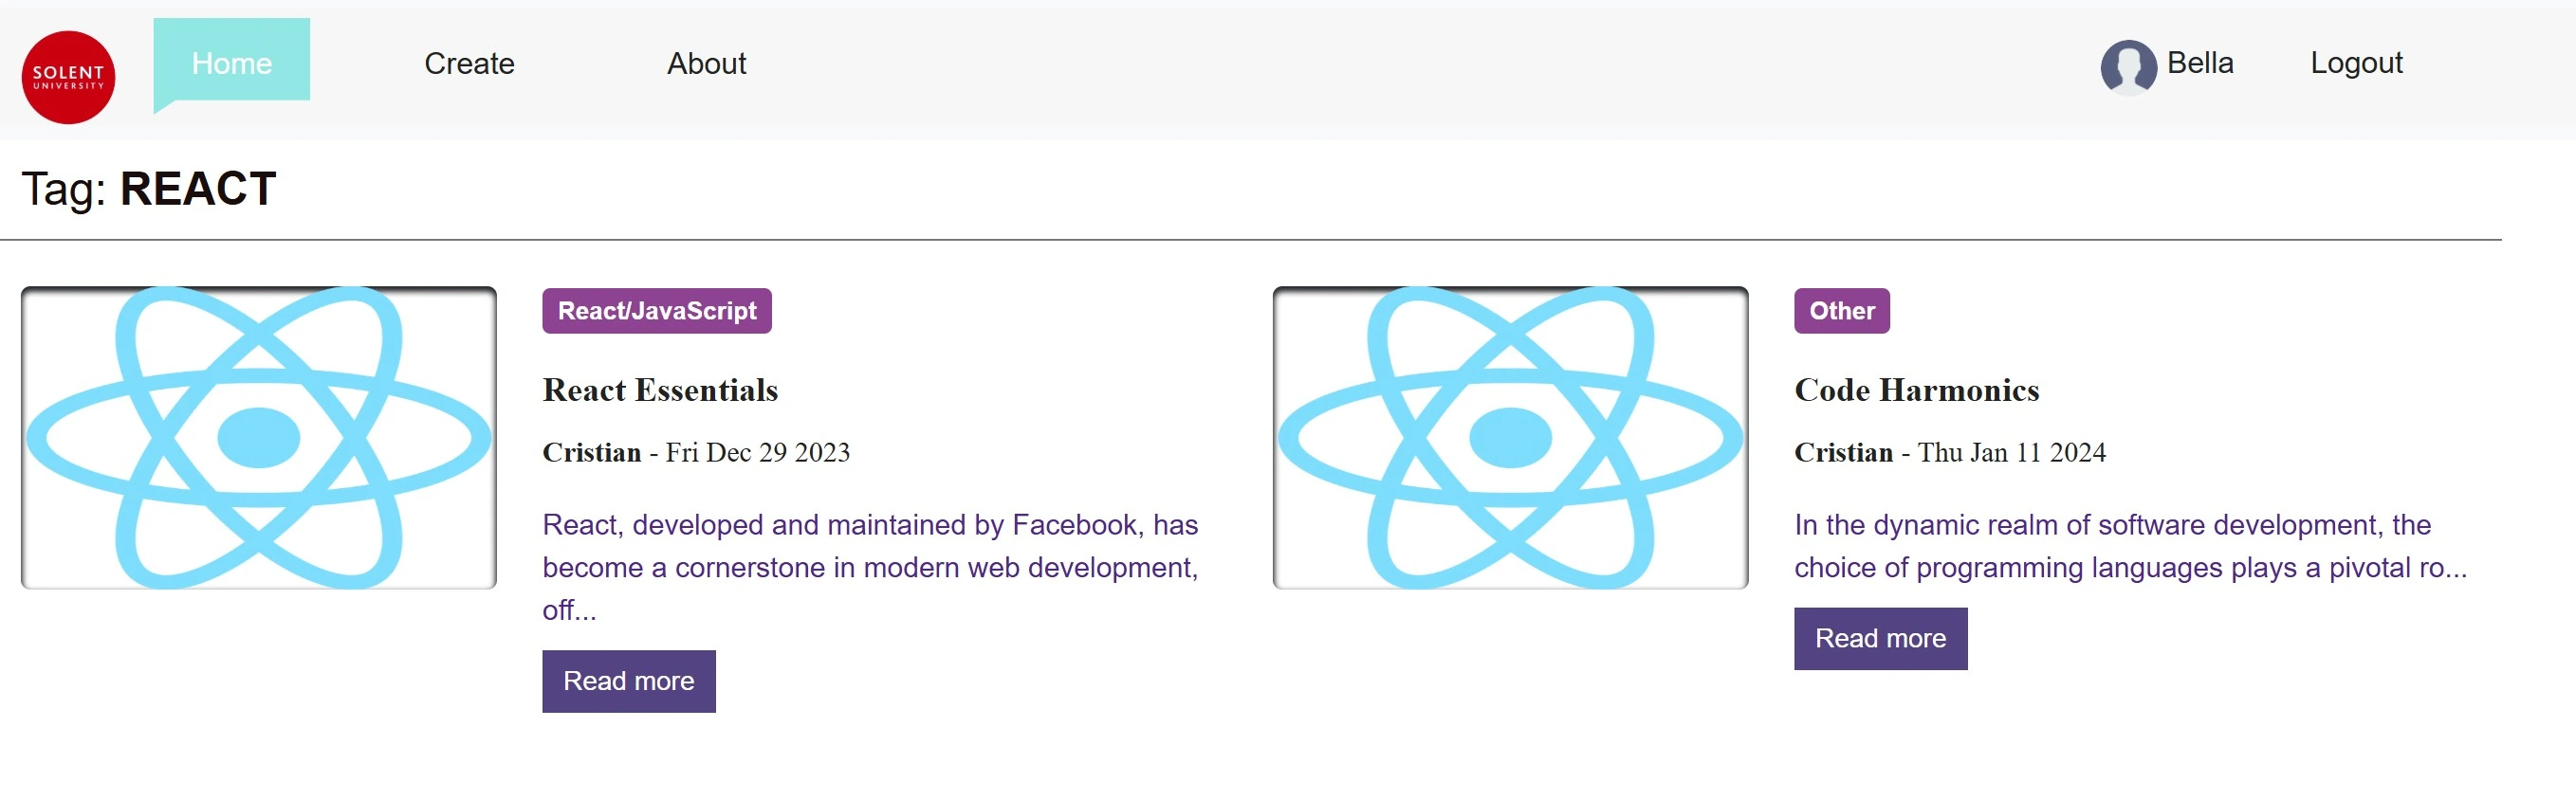 SOLENT
UNIVERSITY
Home
Create
About
Bella
Logout
Tag: REACT
React/JavaScript
React Essentials
Cristian - Fri Dec 29 2023
React, developed and maintained by Facebook, has
become a cornerstone in modern web development,
off...
Read more
Other
Code Harmonics
Cristian - Thu Jan 11 2024
In the dynamic realm of software development, the
choice of programming languages plays a pivotal ro...
Read more